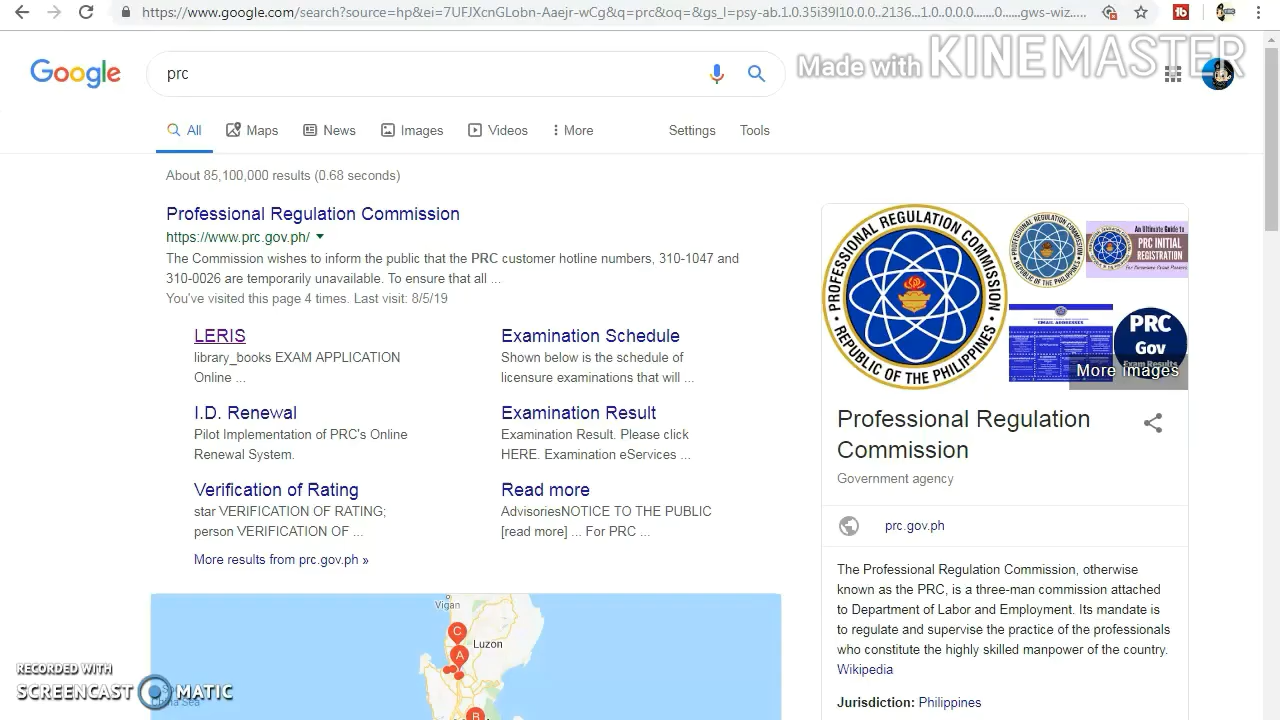 https://www.google.com/search?source=hp&ei=7UFJXcnGLobn-Aaejr-wCg&q=prc&oq=&gs_l=psy-ab.1.0.35i39l10.0.0..2136...1.0..0.0.0.......0......gws-wiz.....
Google
prc
Made with KINEMASTER
All
Maps
News
Images
Videos
More
Settings
Tools
About 85,100,000 results (0.68 seconds)
Professional Regulation Commission
https://www.prc.gov.ph/
The Commission wishes to inform the public that the PRC customer hotline numbers, 310-1047 and
310-0026 are temporarily unavailable. To ensure that all ...
You've visited this page 4 times. Last visit: 8/5/19
LERIS
library_books EXAM APPLICATION
Online ...
Examination Schedule
Shown below is the schedule of
licensure examinations that will ...
I.D. Renewal
Pilot Implementation of PRC's Online
Renewal System.
Examination Result
Examination Result. Please click
HERE. Examination eServices ...
Verification of Rating
star VERIFICATION OF RATING;
person VERIFICATION OF ...
Read more
AdvisoriesNOTICE TO THE PUBLIC
[read more] ... For PRC ...
More results from prc.gov.ph »
Vigan
Luzon
C
A
B
China Sea
RECORDED WITH
SCREENCAST MATIC
PROFESSIONAL REGULATION COMMISSION
REPUBLIC OF THE PHILIPPINES
An Ultimate Guide to
PRC INITIAL
REGISTRATION
EMAIL ADDRESSES
PRC
Gov
Exam Results
More images
Professional Regulation
Commission
Government agency
prc.gov.ph
The Professional Regulation Commission, otherwise
known as the PRC, is a three-man commission attached
to Department of Labor and Employment. Its mandate is
to regulate and supervise the practice of the professionals
who constitute the highly skilled manpower of the country.
Wikipedia
Jurisdiction: Philippines